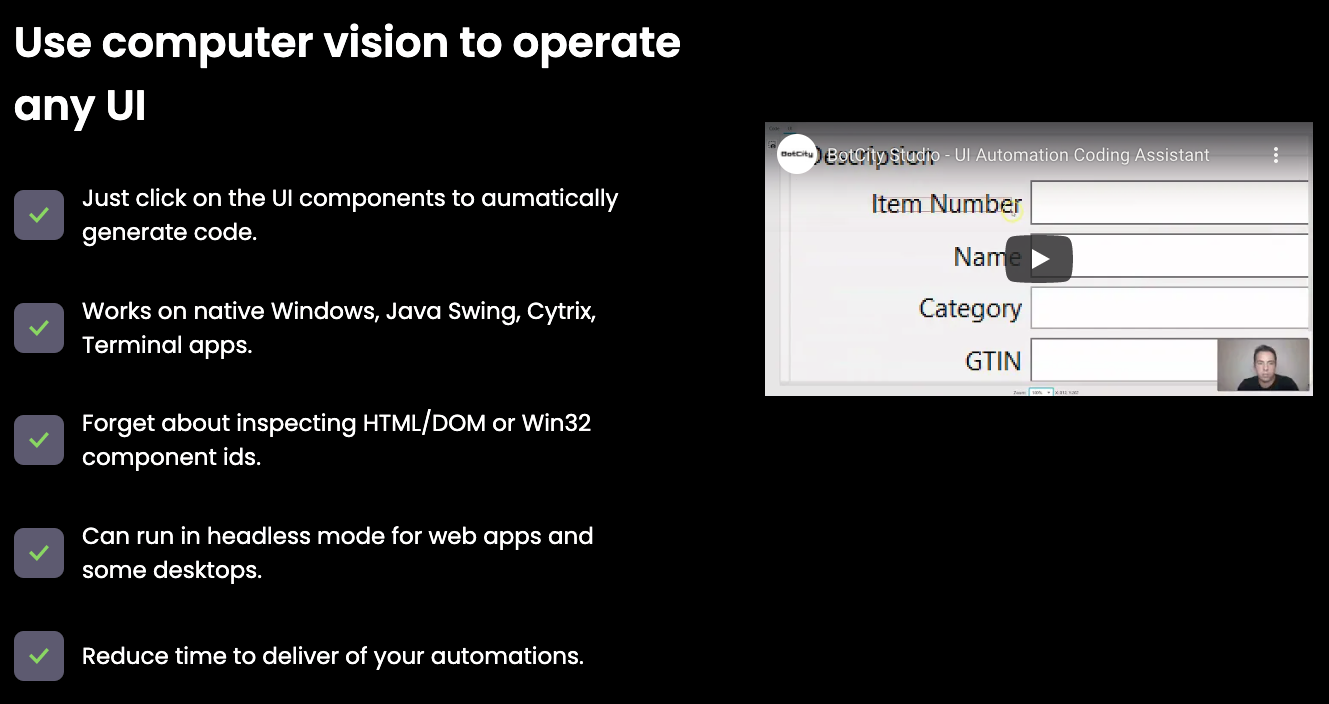 Use computer vision to operate
any UI
Just click on the UI components to aumatically
generate code.
Works on native Windows, Java Swing, Cytrix,
Terminal apps.
Forget about inspecting HTML/DOM or Win32
component ids.
Can run in headless mode for web apps and
some desktops.
Reduce time to deliver of your automations.
BotCity
BotCity Studio - UI Automation Coding Assistant
Description
Item Number
Name
Category
GTIN
Zoom: 100%